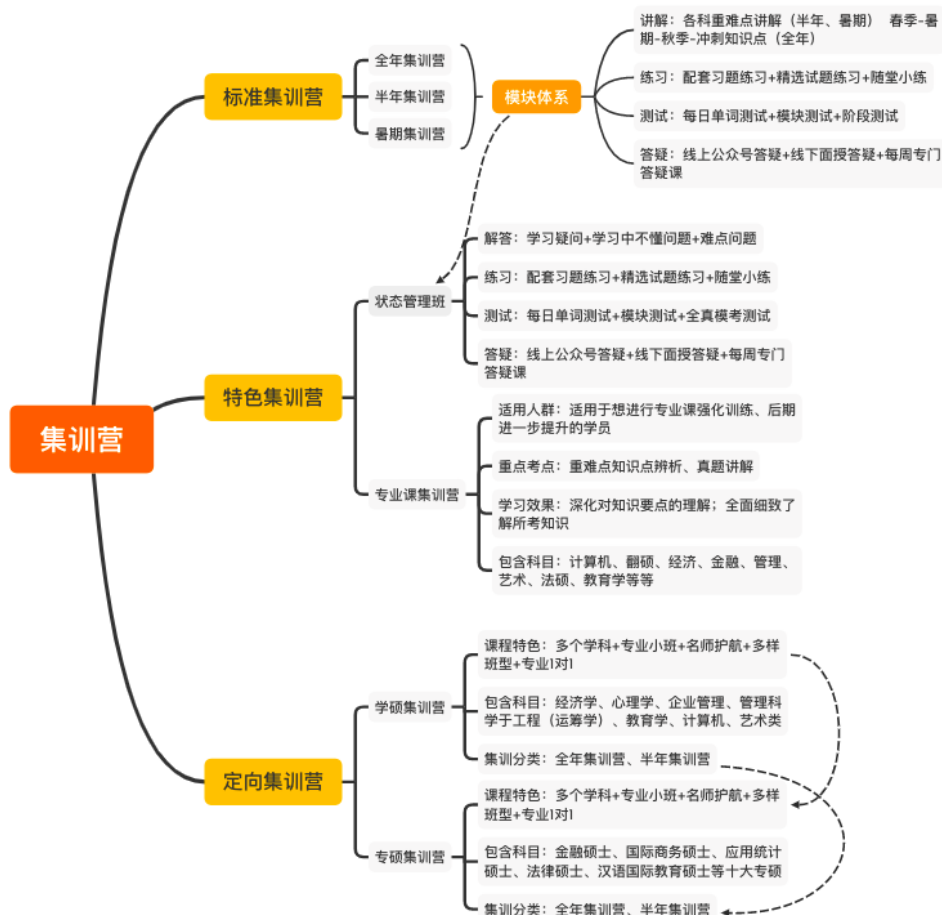 集训营
标准集训营
全年集训营
半年集训营
暑期集训营
模块体系
讲解：各科重难点讲解（半年、暑期） 春季-暑
期-秋季-冲刺知识点（全年）
练习：配套习题练习+精选试题练习+随堂小练
测试：每日单词测试+模块测试+阶段测试
答疑：线上公众号答疑+线下面授答疑+每周专门
答疑课
特色集训营
状态管理班
解答：学习疑问+学习中不懂问题+难点问题
练习：配套习题练习+精选试题练习+随堂小练
测试：每日单词测试+模块测试+全真模考测试
答疑：线上公众号答疑+线下面授答疑+每周专门
答疑课
专业课集训营
适用人群：适用于想进行专业课强化训练、后期
进一步提升的学员
重点考点：重难点知识点辨析、真题讲解
学习效果：深化对知识要点的理解；全面细致了
解所考知识
包含科目：计算机、翻硕、经济、金融、管理、
艺术、法硕、教育学等等
定向集训营
学硕集训营
课程特色：多个学科+专业小班+名师护航+多样
班型+专业1对1
包含科目：经济学、心理学、企业管理、管理科
学于工程（运筹学）、教育学、计算机、艺术类
集训分类：全年集训营、半年集训营
专硕集训营
课程特色：多个学科+专业小班+名师护航+多样
班型+专业1对1
包含科目：金融硕士、国际商务硕士、应用统计
硕士、法律硕士、汉语国际教育硕士等十大专硕
集训分类：全年集训营、半年集训营